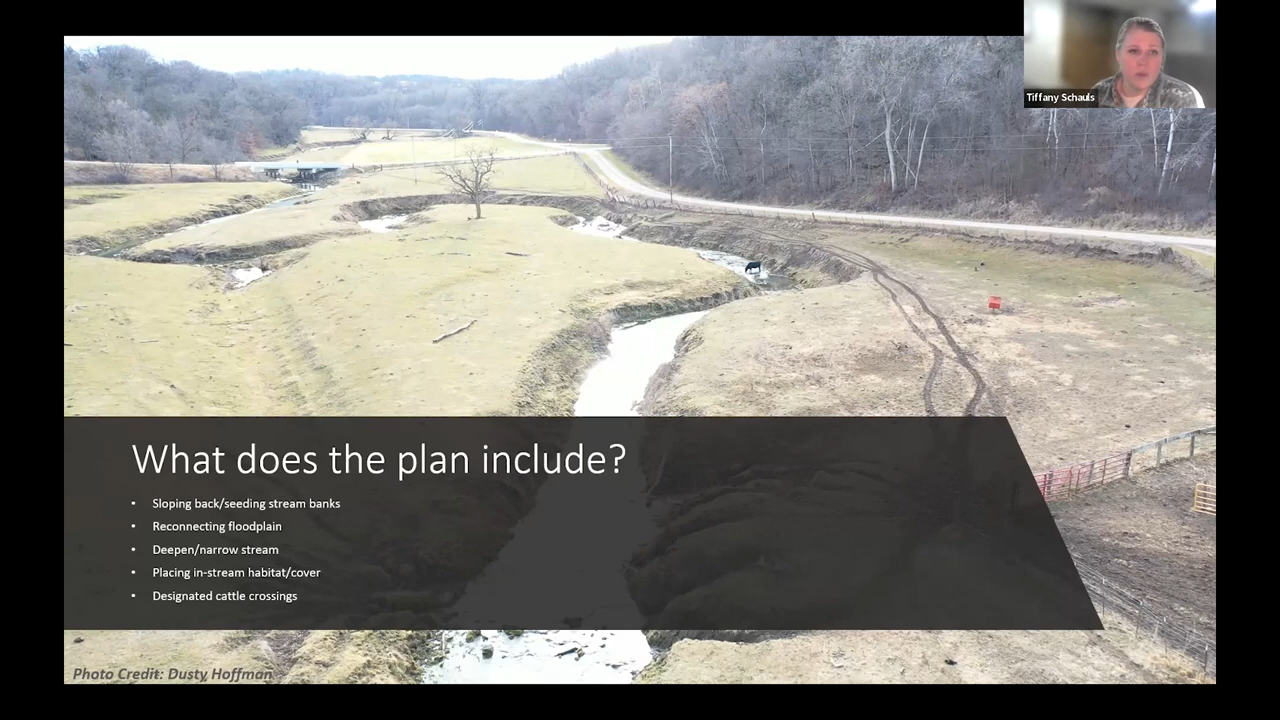 Tiffany Schauls
What does the plan include?
• Sloping back/seeding stream banks
• Reconnecting floodplain
• Deepen/narrow stream
• Placing in-stream habitat/cover
• Designated cattle crossings
Photo Credit: Dusty Hoffman